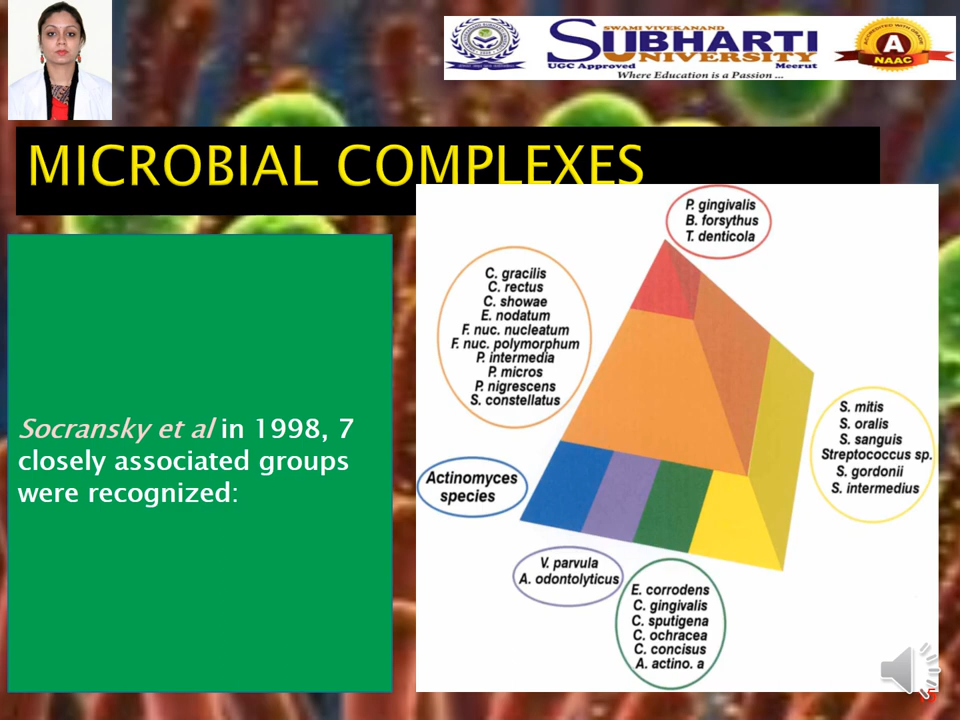 SWAMI VIVEKANAND
SUBHARTI
UNIVERSITY
UGC Approved Meerut
Where Education is a Passion ...
ACCREDITED WITH GRADE
A
NAAC
MICROBIAL COMPLEXES
Socransky et al in 1998, 7
closely associated groups
were recognized:
P. gingivalis
B. forsythus
T. denticola
C. gracilis
C. rectus
C. showae
E. nodatum
F. nuc. nucleatum
F. nuc. polymorphum
P. intermedia
P. micros
P. nigrescens
S. constellatus
S. mitis
S. oralis
S. sanguis
Streptococcus sp.
S. gordonii
S. intermedius
Actinomyces
species
V. parvula
A. odontolyticus
E. corrodens
C. gingivalis
C. sputigena
C. ochracea
C. concisus
A. actino. a